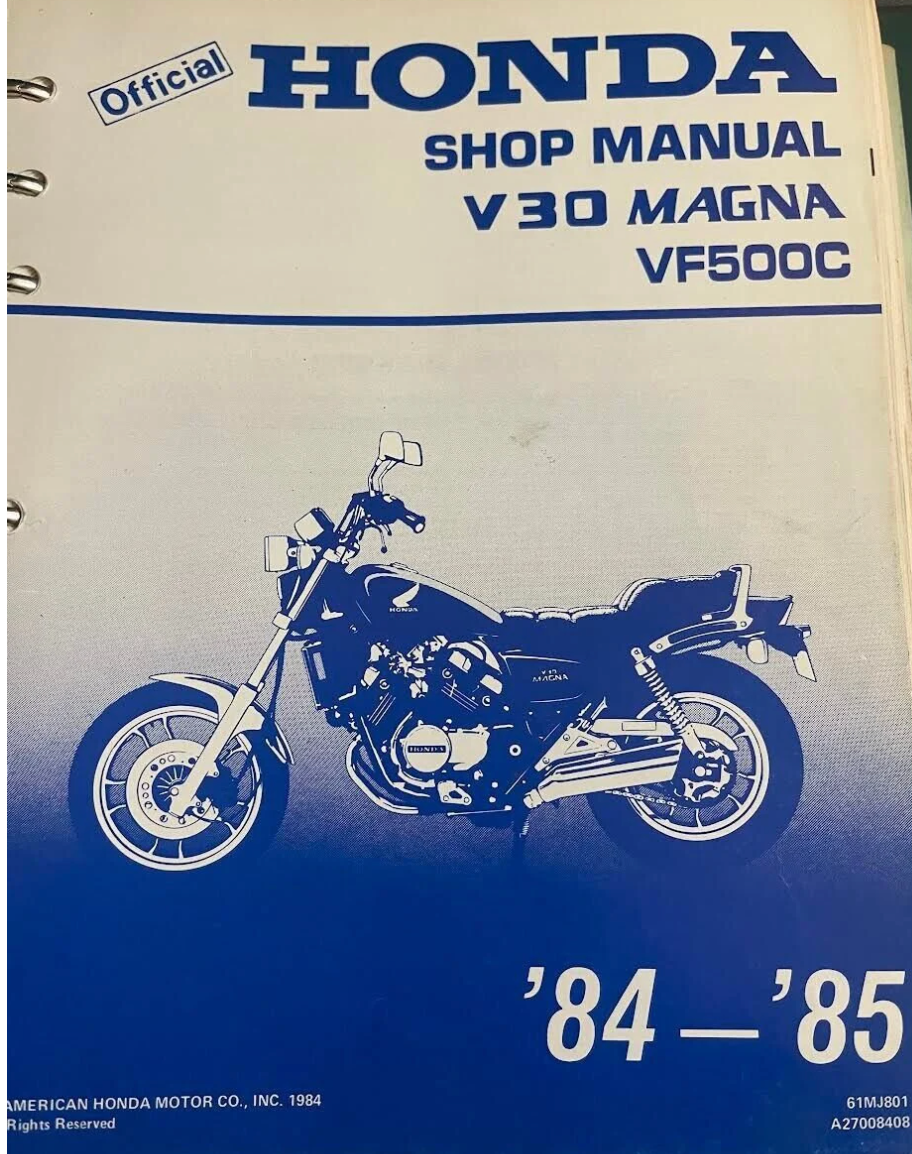 Official HONDA
SHOP MANUAL
V30 MAGNA
VF500C
HONDA
V30
MAGNA
HONDA
'84 — '85
AMERICAN HONDA MOTOR CO., INC. 1984
Rights Reserved
61MJ801
A27008408